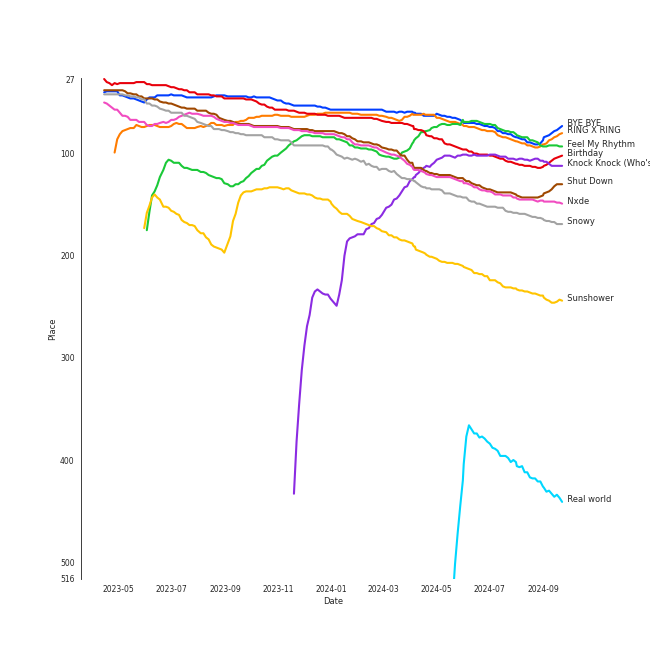 27
100
200
300
400
500
516
Place
2023-05
2023-07
2023-09
2023-11
2024-01
2024-03
2024-05
2024-07
2024-09
Date
BYE BYE
RING X RING
Feel My Rhythm
Birthday
Knock Knock (Who's
Shut Down
Nxde
Snowy
Sunshower
Real world